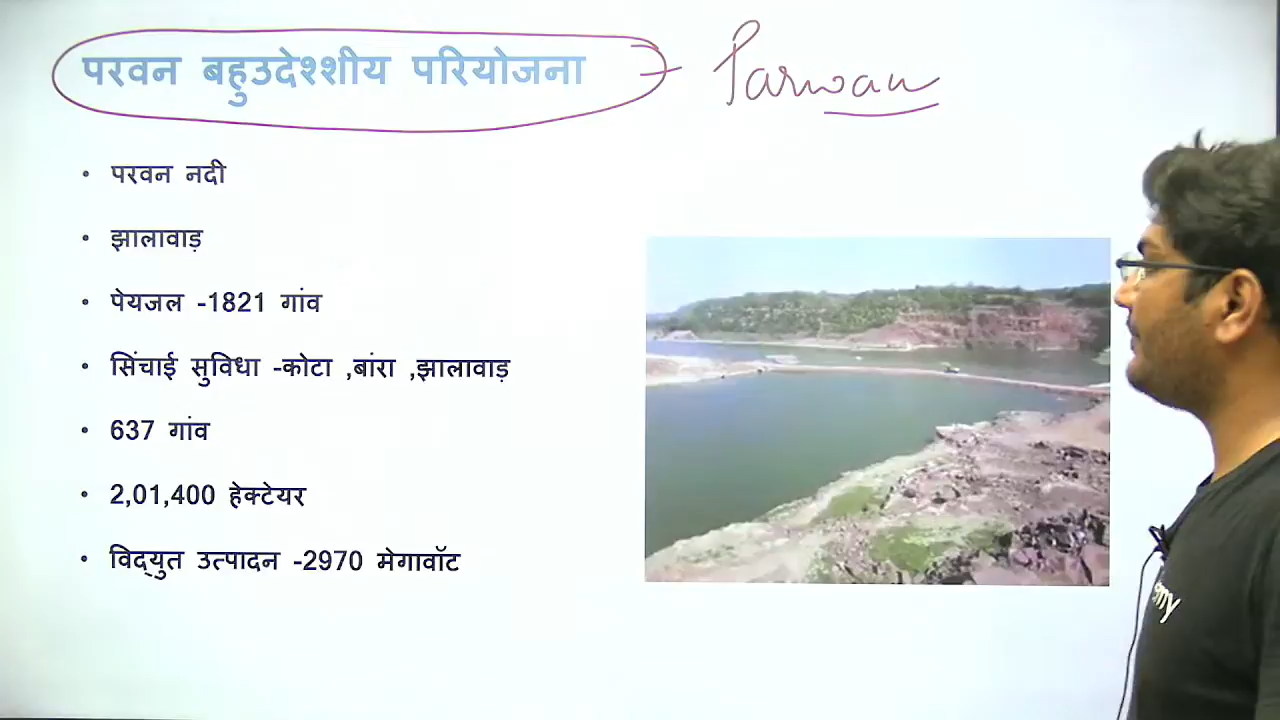 परवन बहुउदेश्शीय परियोजना - Parwan
• परवन नदी
• झालावाड़
• पेयजल -1821 गांव
• सिंचाई सुविधा -कोटा ,बांरा ,झालावाड़
• 637 गांव
• 2,01,400 हेक्टेयर
• विद्युत उत्पादन -2970 मेगावॉट